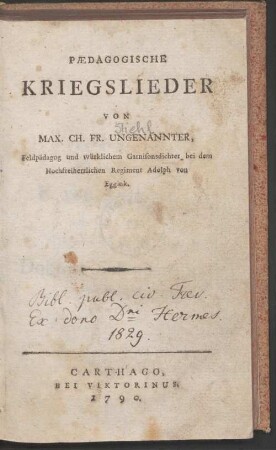 PÆDAGOGISCHE
KRIEGSLIEDER
VON
MAX. CH. FR. UNGENANNTER,
Stiehl
Feldpädagog und würklichem Garnisonsdichter bei dem
Hochfreiherrlichen Regiment Adolph von
Bibl. publ. civ.
Ex dono Dni Hermes.
1829.
CARTHAGO,
BEI VIKTORINUS
1790.